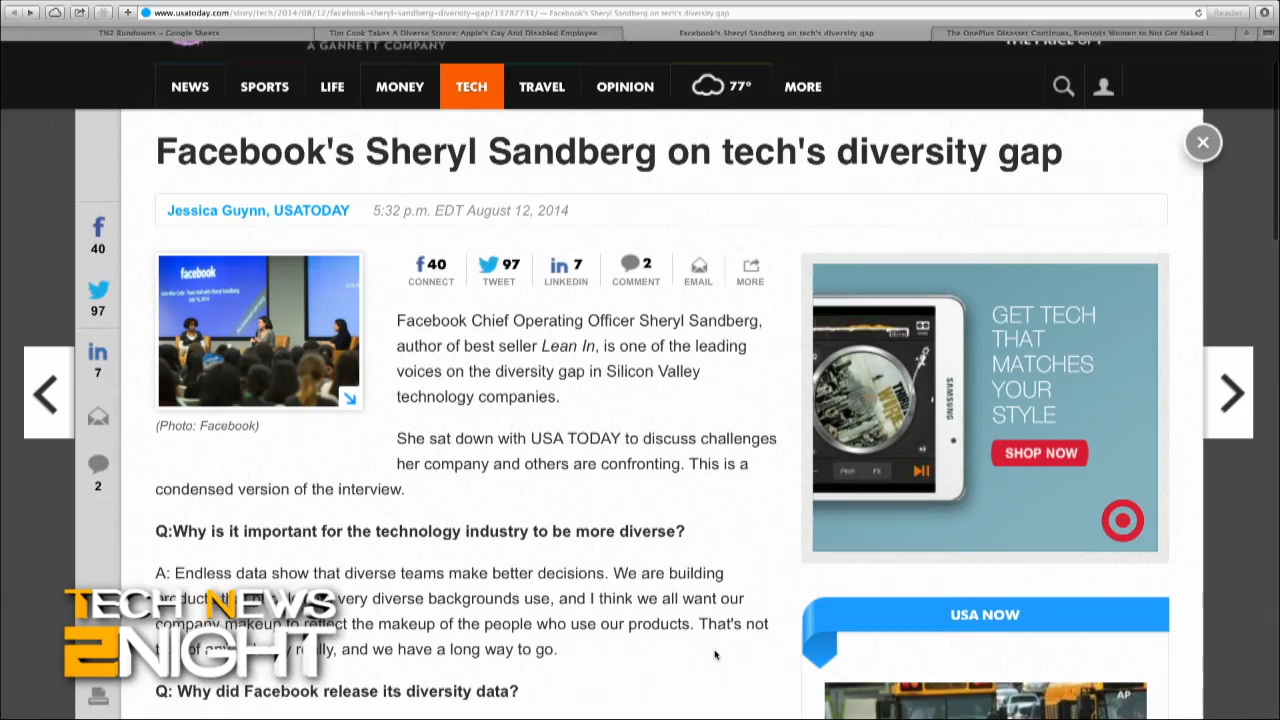 www.usatoday.com/story/tech/2014/08/12/facebook-sheryl-sandberg-diversity-gap/13787731/ — Facebook's Sheryl Sandberg on tech's diversity gap
Reader
TN2 Rundowns – Google Sheets
Tim Cook Takes A Diverse Stance: Apple's Gay And Disabled Employee...
Facebook's Sheryl Sandberg on tech's diversity gap
The OnePlus Disaster Continues, Reminds Women to Not Get Naked I...
A GANNETT COMPANY
NEWS
SPORTS
LIFE
MONEY
TECH
TRAVEL
OPINION
77°
MORE
Facebook's Sheryl Sandberg on tech's diversity gap
Jessica Guynn, USATODAY 5:32 p.m. EDT August 12, 2014
40
97
7
2
facebook
(Photo: Facebook)
40 CONNECT
97 TWEET
7 LINKEDIN
2 COMMENT
EMAIL
MORE
Facebook Chief Operating Officer Sheryl Sandberg,
author of best seller Lean In, is one of the leading
voices on the diversity gap in Silicon Valley
technology companies.
She sat down with USA TODAY to discuss challenges
her company and others are confronting. This is a
condensed version of the interview.
Q:Why is it important for the technology industry to be more diverse?
A: Endless data show that diverse teams make better decisions. We are building
very diverse backgrounds use, and I think we all want our
company makeup to reflect the makeup of the people who use our products. That's not
really, and we have a long way to go.
Q: Why did Facebook release its diversity data?
GET TECH
THAT
MATCHES
YOUR
STYLE
SHOP NOW
SAMSUNG
Pitch
FX
USA NOW
AP
TECH NEWS
2NIGHT